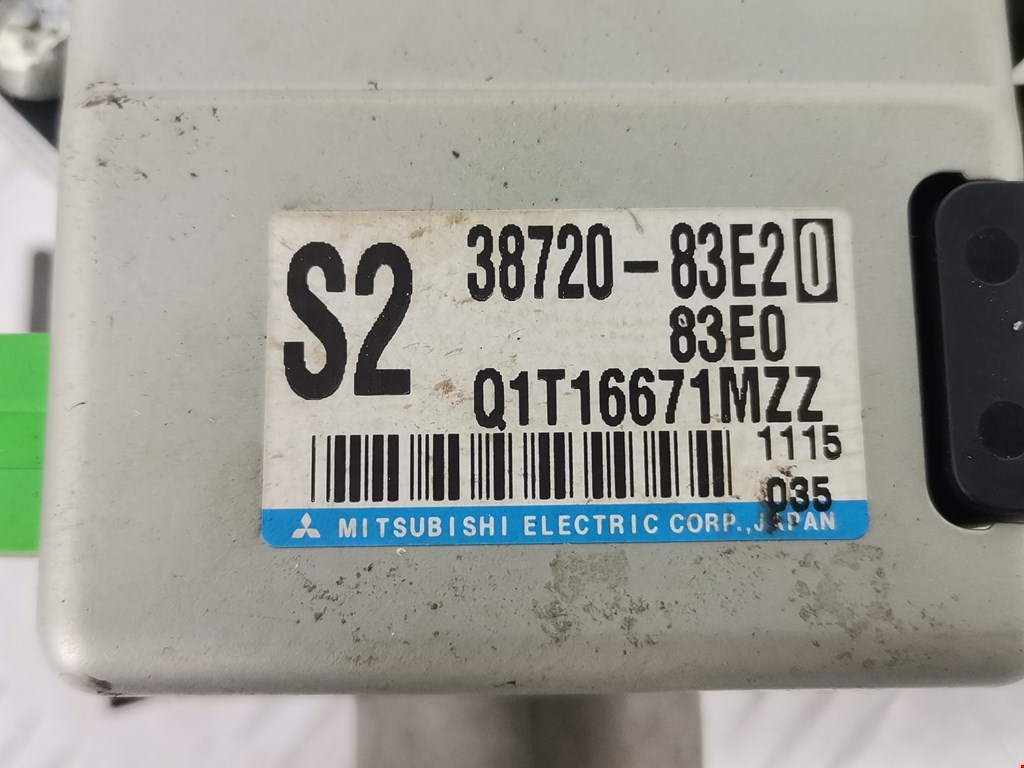 S2
38720-83E20
83E0
Q1T16671MZZ
1115
035
MITSUBISHI ELECTRIC CORP., JAPAN